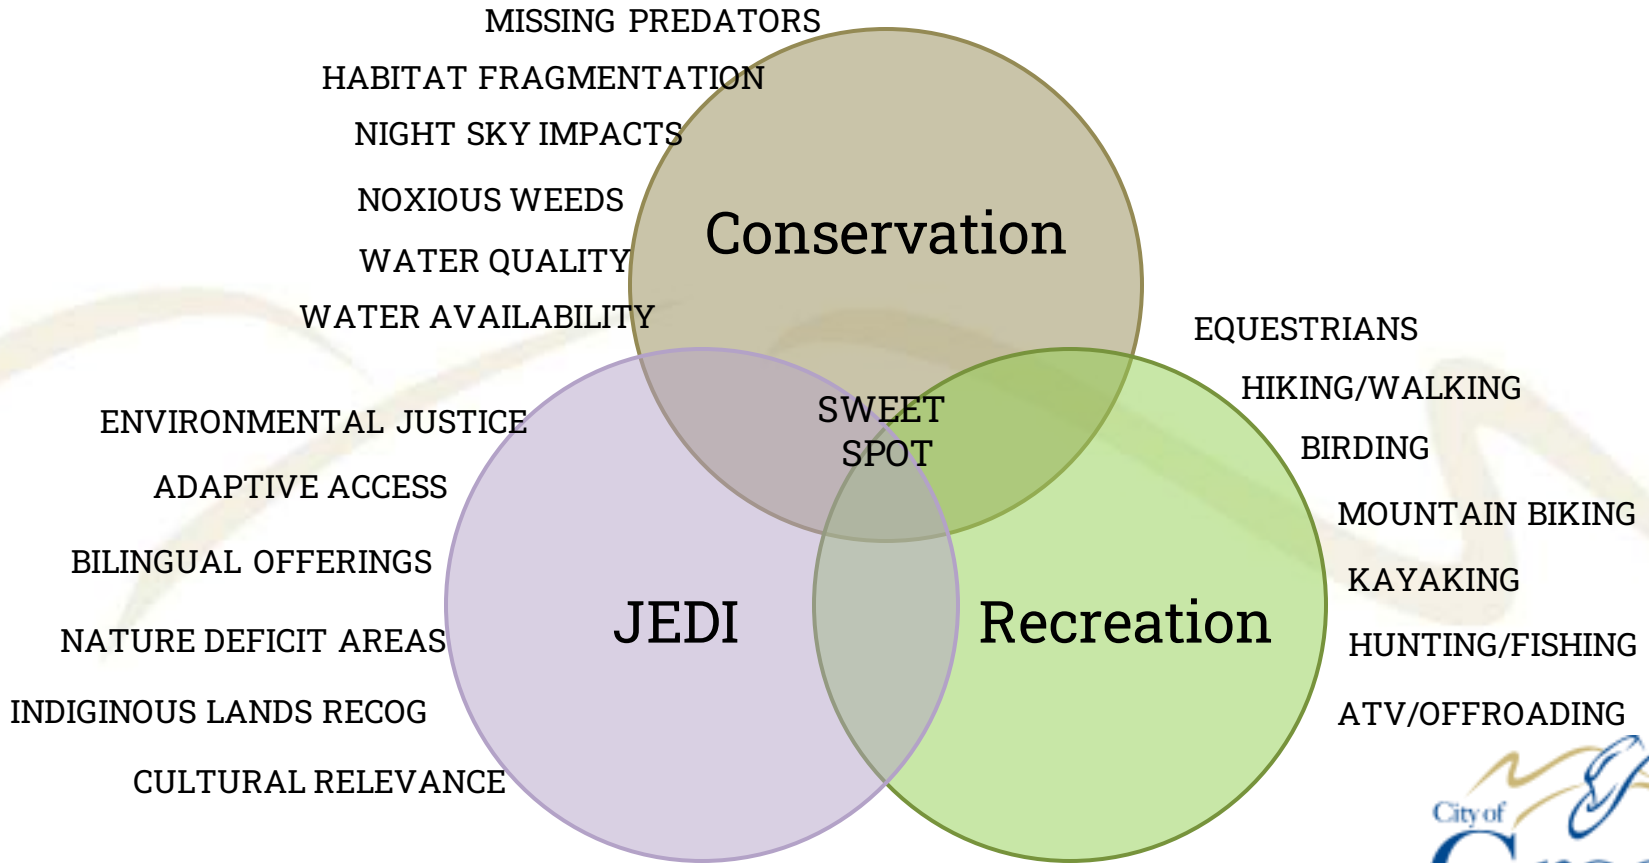 MISSING PREDATORS
HABITAT FRAGMENTATION
NIGHT SKY IMPACTS
NOXIOUS WEEDS
WATER QUALITY
WATER AVAILABILITY
Conservation
SWEET
SPOT
ENVIRONMENTAL JUSTICE
ADAPTIVE ACCESS
BILINGUAL OFFERINGS
NATURE DEFICIT AREAS
INDIGINOUS LANDS RECOG
CULTURAL RELEVANCE
JEDI
Recreation
EQUESTRIANS
HIKING/WALKING
BIRDING
MOUNTAIN BIKING
KAYAKING
HUNTING/FISHING
ATV/OFFROADING
City of